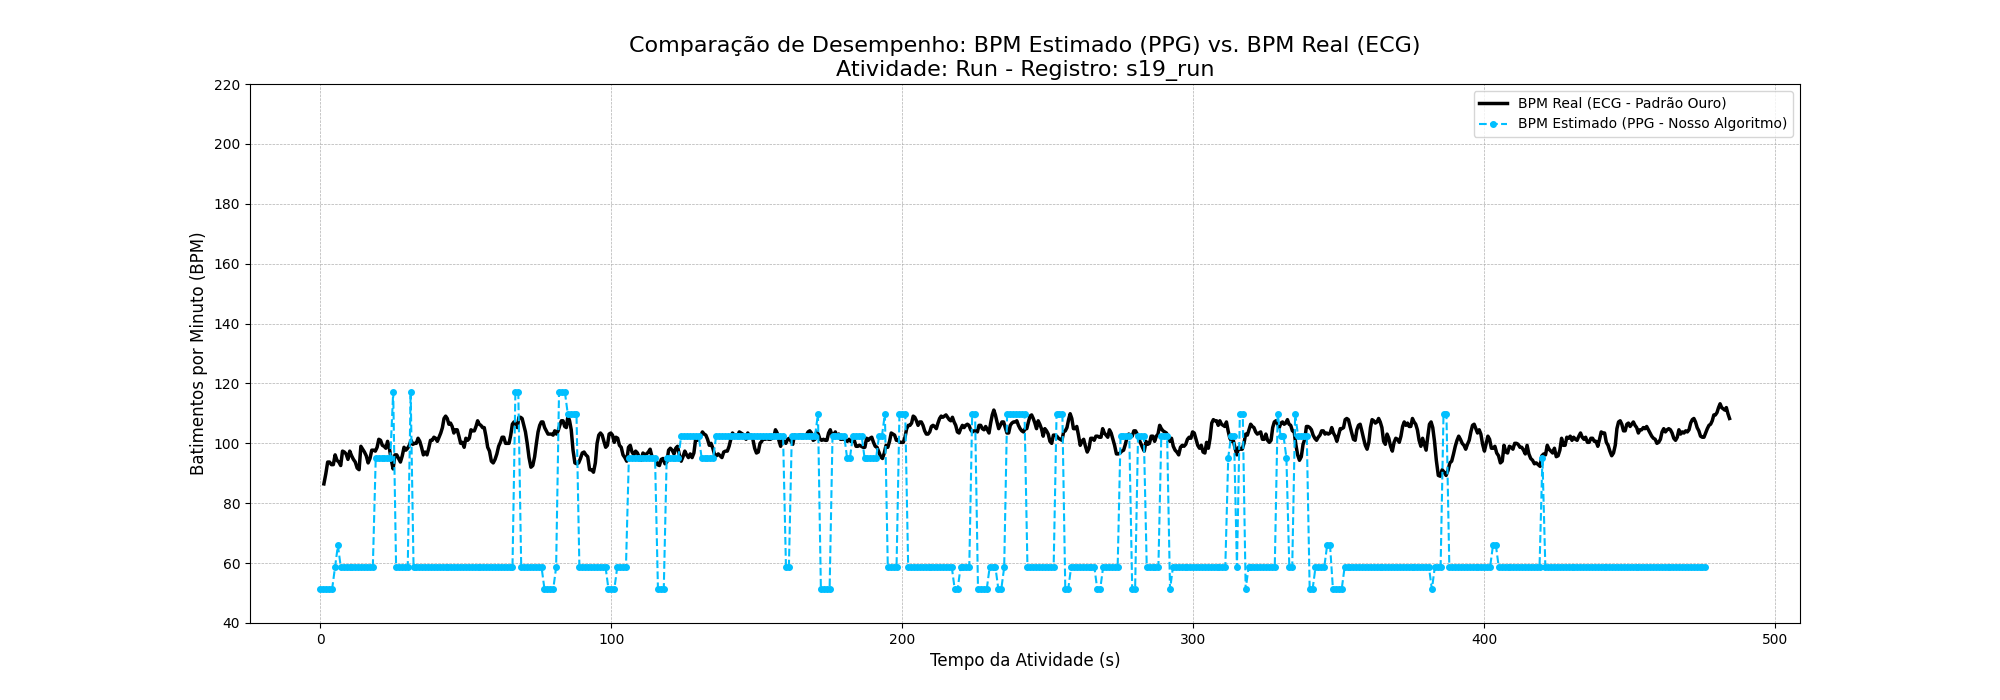 Comparação de Desempenho: BPM Estimado (PPG) vs. BPM Real (ECG)
Atividade: Run - Registro: s19_run
BPM Real (ECG - Padrão Ouro)
BPM Estimado (PPG - Nosso Algoritmo)
Batimentos por Minuto (BPM)
220
200
180
160
140
120
100
80
60
40
0
100
200
300
400
500
Tempo da Atividade (s)